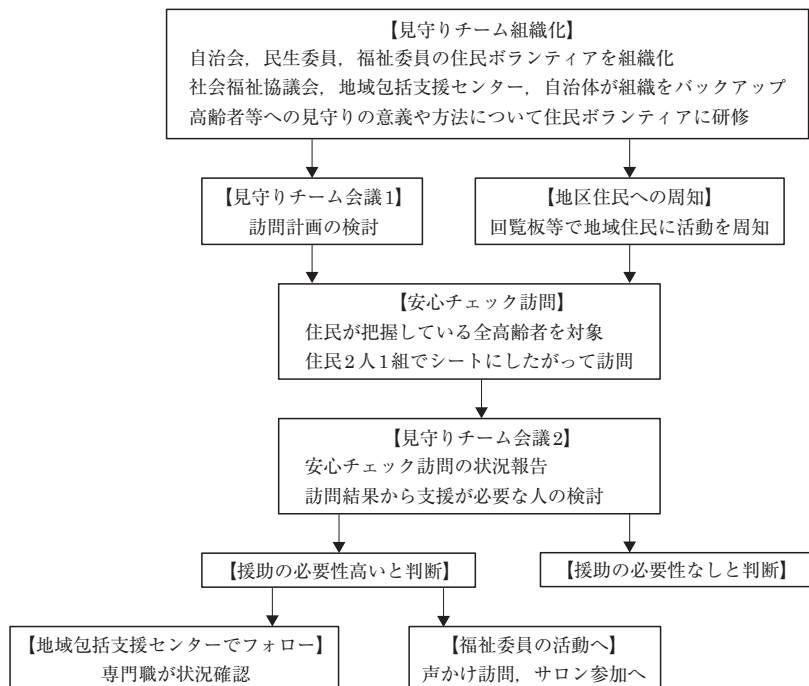 【見守りチーム組織化】
自治会，民生委員，福祉委員の住民ボランティアを組織化
社会福祉協議会，地域包括支援センター，自治体が組織をバックアップ
高齢者等への見守りの意義や方法について住民ボランティアに研修
【見守りチーム会議1】
訪問計画の検討
【地区住民への周知】
回覧板等で地域住民に活動を周知
【安心チェック訪問】
住民が把握している全高齢者を対象
住民2人1組でシートにしたがって訪問
【見守りチーム会議2】
安心チェック訪問の状況報告
訪問結果から支援が必要な人の検討
【援助の必要性高いと判断】
【援助の必要性なしと判断】
【地域包括支援センターでフォロー】
専門職が状況確認
【福祉委員の活動へ】
声かけ訪問，サロン参加へ